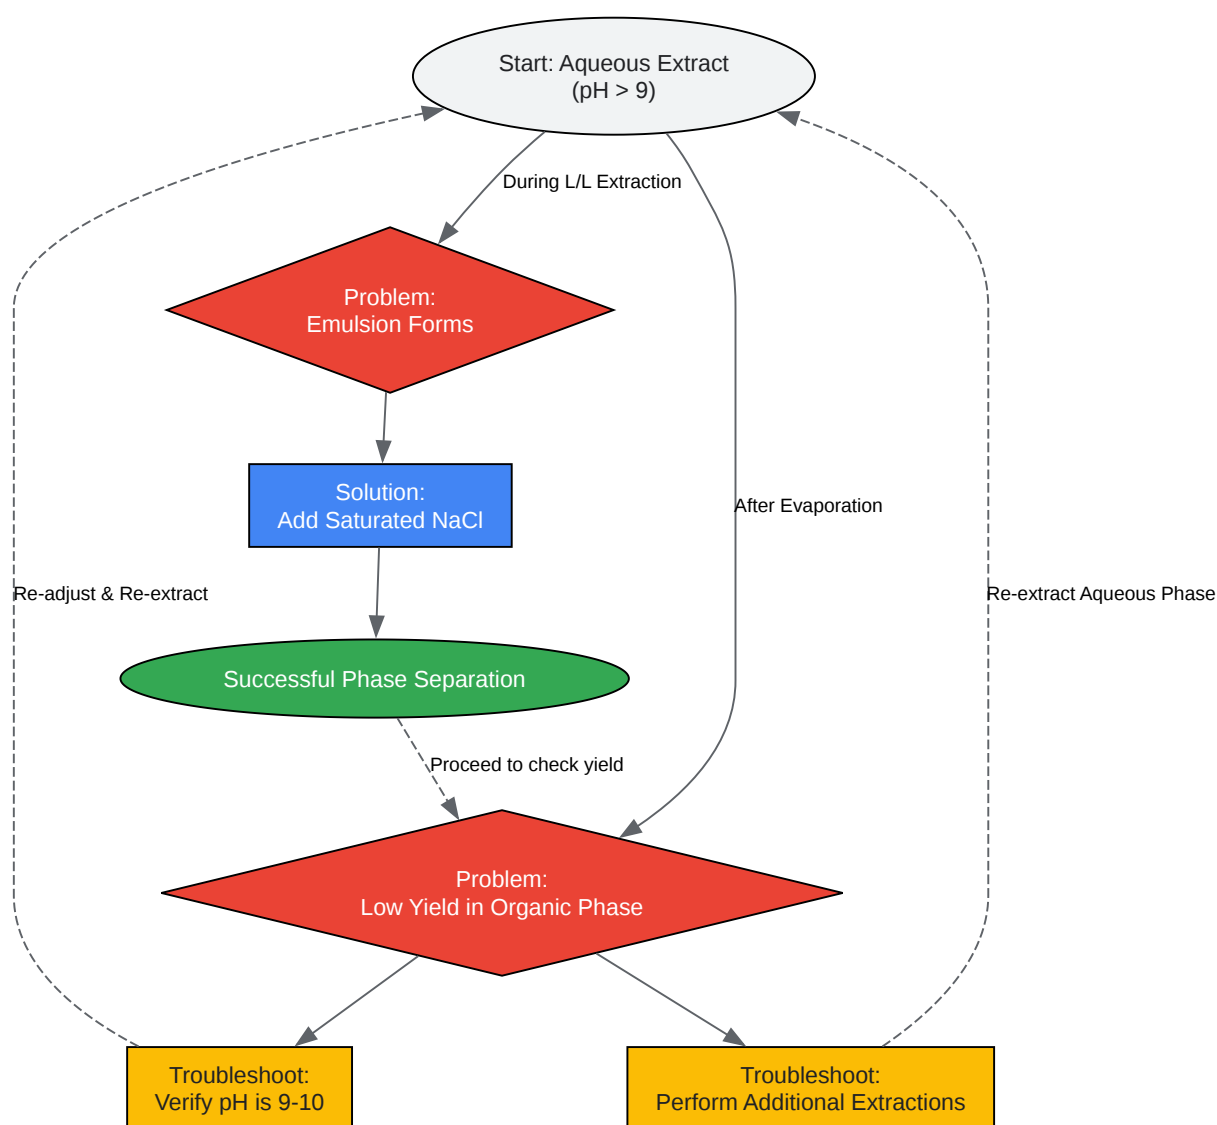 Start: Aqueous Extract
(pH > 9)
During L/L Extraction
Problem:
Emulsion Forms
Solution:
Add Saturated NaCl
After Evaporation
Re-adjust & Re-extract
Re-extract Aqueous Phase
Successful Phase Separation
Proceed to check yield
Problem:
Low Yield in Organic Phase
Troubleshoot:
Verify pH is 9-10
Troubleshoot:
Perform Additional Extractions